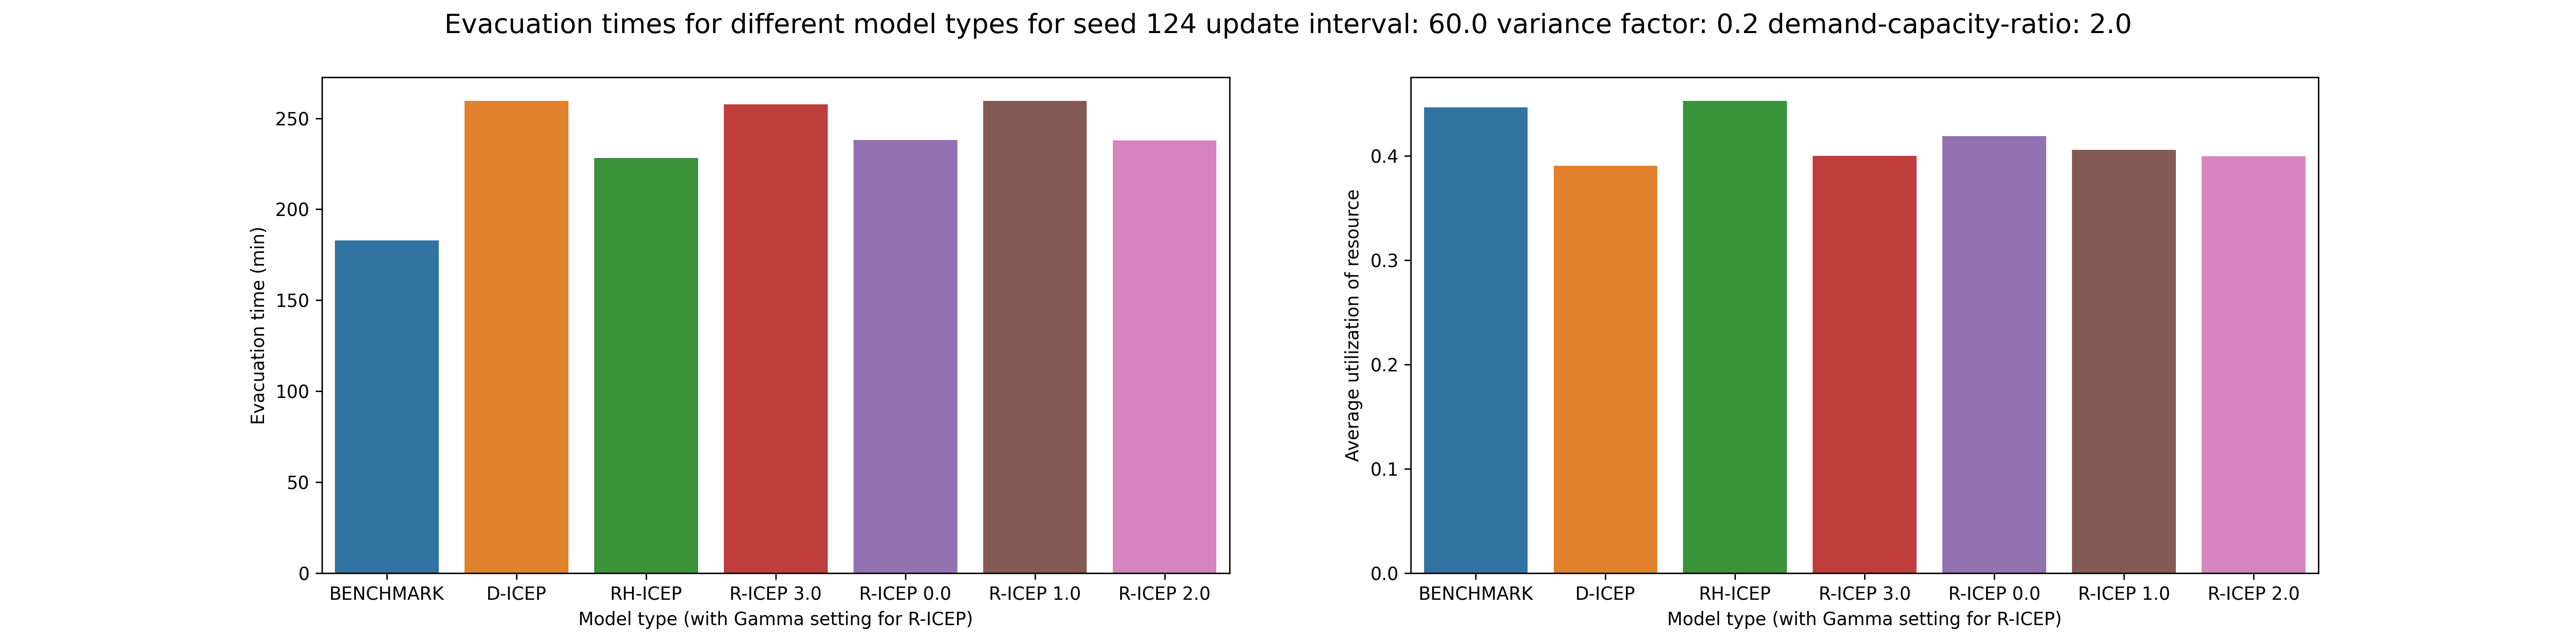 Evacuation times for different model types for seed 124 update interval: 60.0 variance factor: 0.2 demand-capacity-ratio: 2.0
Evacuation time (min)
250
200
150
100
50
0
BENCHMARK D-ICEP RH-ICEP R-ICEP 3.0 R-ICEP 0.0 R-ICEP 1.0 R-ICEP 2.0
Model type (with Gamma setting for R-ICEP)
Average utilization of resource
0.4
0.3
0.2
0.1
0.0
BENCHMARK D-ICEP RH-ICEP R-ICEP 3.0 R-ICEP 0.0 R-ICEP 1.0 R-ICEP 2.0
Model type (with Gamma setting for R-ICEP)